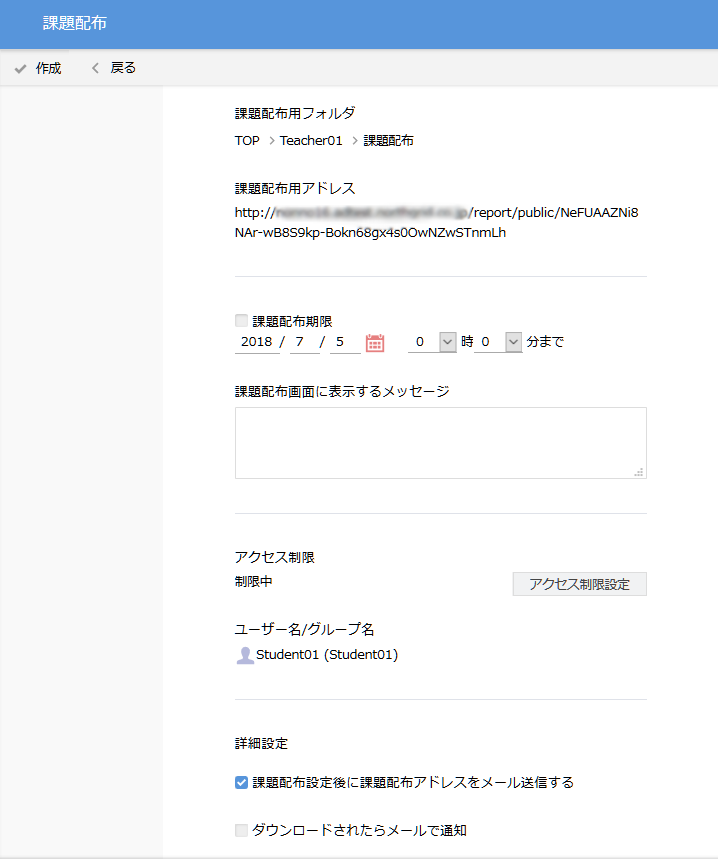 課題配布
作成 戻る
課題配布用フォルダ
TOP > Teacher01 > 課題配布
課題配布用アドレス
http:// /report/public/NeFUAAZNi8
NAr-wB8S9kp-Bokn68gx4s0OwNZwSTnmLh
課題配布期限
2018 / 7 / 5 0 時 0 分まで
課題配布画面に表示するメッセージ
アクセス制限
制限中 アクセス制限設定
ユーザー名/グループ名
Student01 (Student01)
詳細設定
課題配布設定後に課題配布アドレスをメール送信する
ダウンロードされたらメールで通知